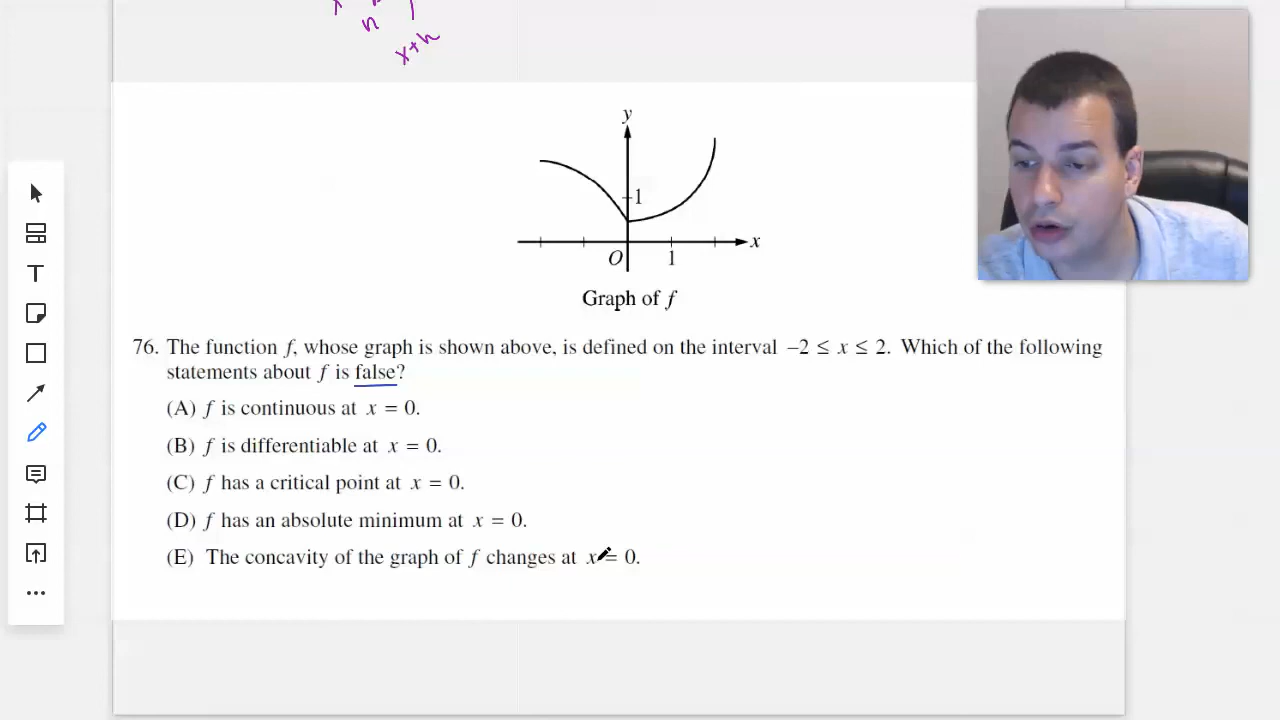 n
x+h
y
1
O
1
x
Graph of f
76. The function f, whose graph is shown above, is defined on the interval −2 ≤ x ≤ 2. Which of the following
statements about f is false?
(A) f is continuous at x = 0.
(B) f is differentiable at x = 0.
(C) f has a critical point at x = 0.
(D) f has an absolute minimum at x = 0.
(E) The concavity of the graph of f changes at x = 0.
T